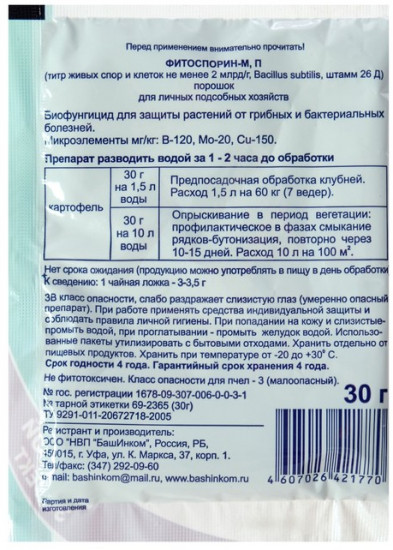 Перед применением внимательно прочитать!
ФИТОСПОРИН-М, П
(титр живых спор и клеток не менее 2 млрд/г, Bacillus subtilis, штамм 26 Д)
порошок
для личных подсобных хозяйств
Биофунгицид для защиты растений от грибных и бактериальных
болезней.
Микроэлементы мг/кг: В-120, Мо-20, Cu-150.
Препарат разводить водой за 1 - 2 часа до обработки
картофель
30 г
на 1,5 л
воды
Предпосадочная обработка клубней.
Расход 1,5 л на 60 кг (7 ведер).
30 г
на 10 л
воды
Опрыскивание в период вегетации:
профилактическое в фазах смыкание
рядков-бутонизация, повторно через
10-15 дней. Расход 10 л на 100 м².
Нет срока ожидания (продукцию можно употреблять в пищу в день обработки
К сведению: 1 чайная ложка - 3-3,5 г
3В класс опасности, слабо раздражает слизистую глаз (умеренно опасный
препарат). При работе применять средства индивидуальной защиты и
соблюдать правила личной гигиены. При попадании на кожу и слизистые-
промыть водой, при проглатывании - промыть желудок водой. Использо-
ванные пакеты утилизировать с бытовыми отходами. Хранить отдельно от
пищевых продуктов. Хранить при температуре от -20 до +30° С.
Срок годности 4 года. Гарантийный срок хранения 4 года.
Не фитотоксичен. Класс опасности для пчел - 3 (малоопасный).
№ гос. регистрации 1678-09-307-006-0-0-3-1
№ тарной этикетки 69-2365 (30г)
ТУ 9291-011-20672718-2005
30 г
Регистрант и производитель:
ООО "НВП "БашИнком", Россия, РБ,
450015, г. Уфа, ул. К. Маркса, 37, корп. 1.
Тел/факс: (347) 292-09-60
e-mail: bashinkom@mail.ru, www.bashinkom.ru
4607026421770
Партия и дата
изготовления